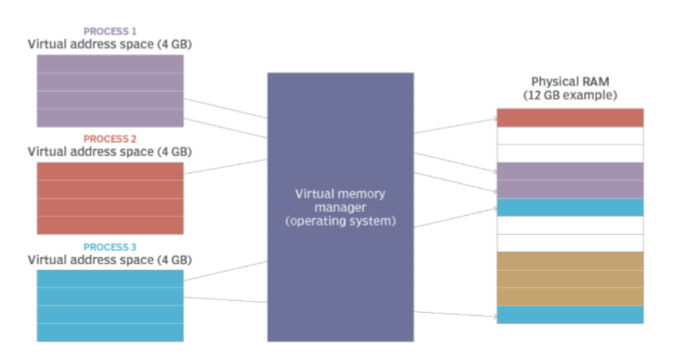 PROCESS 1
Virtual address space (4 GB)
PROCESS 2
Virtual address space (4 GB)
PROCESS 3
Virtual address space (4 GB)
Virtual memory
manager
(operating system)
Physical RAM
(12 GB example)